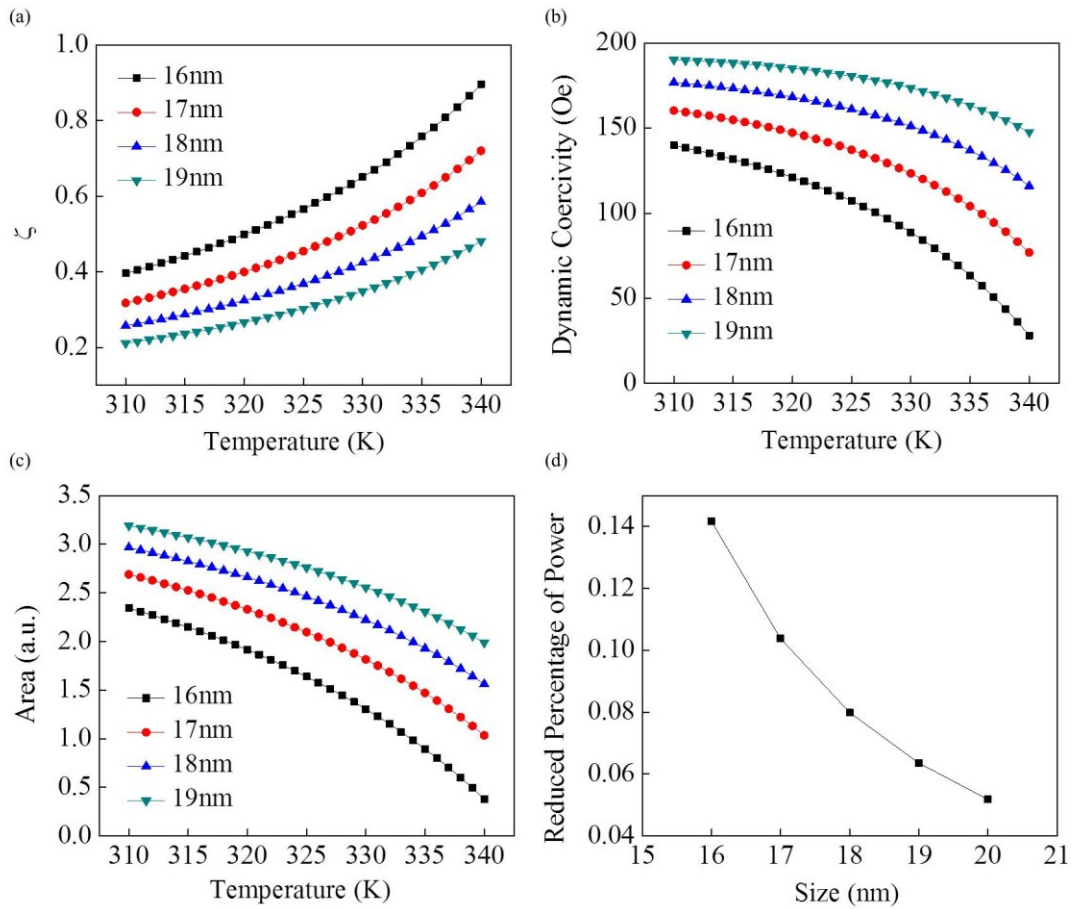 (a)
1.0
0.8
0.6
0.4
0.2
ζ
16nm
17nm
18nm
19nm
310 315 320 325 330 335 340
Temperature (K)
(b)
200
150
100
50
0
Dynamic Coercivity (Oe)
16nm
17nm
18nm
19nm
310 315 320 325 330 335 340
Temperature (K)
(c)
3.5
3.0
2.5
2.0
1.5
1.0
0.5
0.0
Area (a.u.)
16nm
17nm
18nm
19nm
310 315 320 325 330 335 340
Temperature (K)
(d)
0.14
0.12
0.10
0.08
0.06
0.04
Reduced Percentage of Power
15 16 17 18 19 20 21
Size (nm)